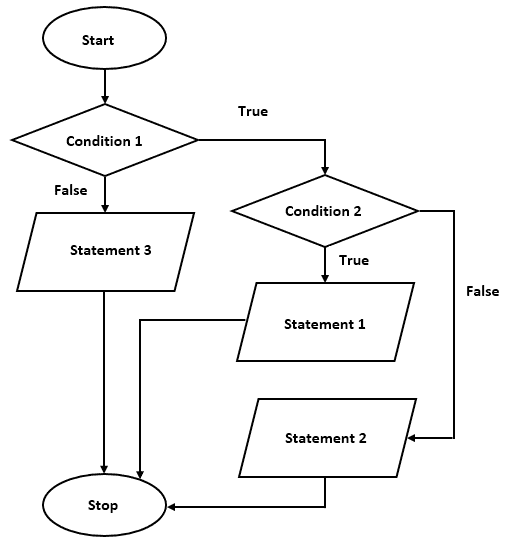 Start
True
Condition 1
False
Condition 2
Statement 3
True
False
Statement 1
Statement 2
Stop